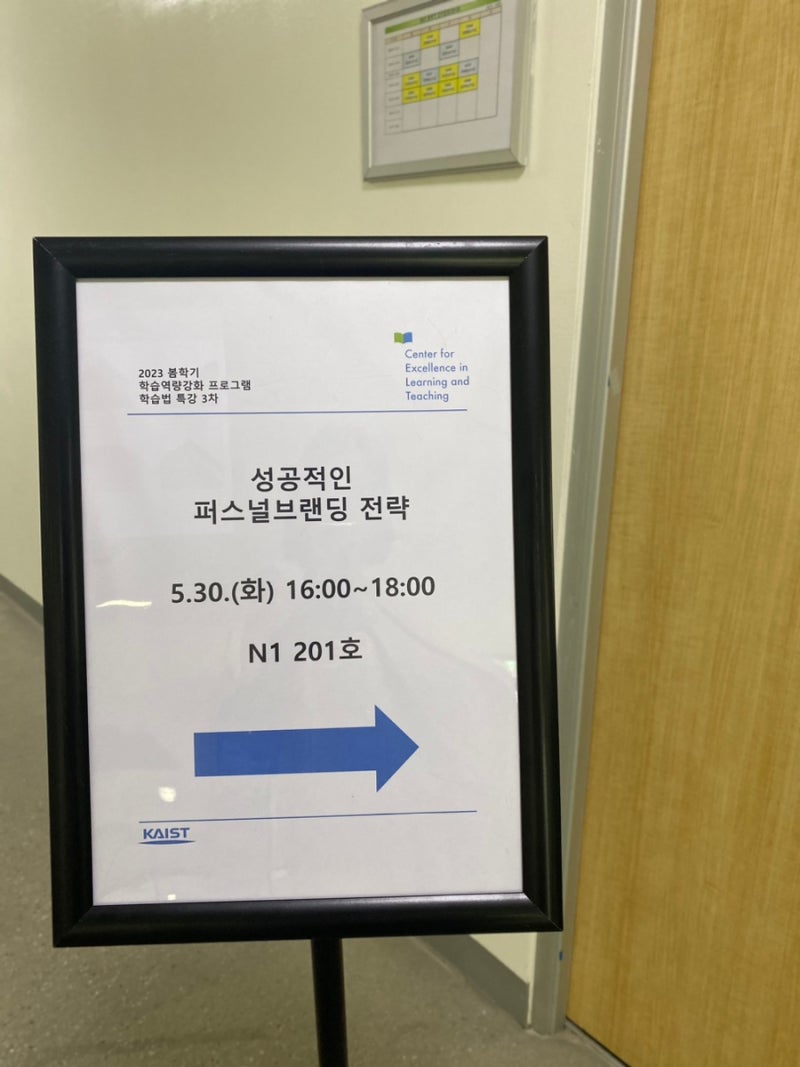 2023 봄학기
학습역량강화 프로그램
학습법 특강 3차
Center for
Excellence in
Learning and
Teaching
성공적인
퍼스널브랜딩 전략
5.30.(화) 16:00~18:00
N1 201호
KAIST